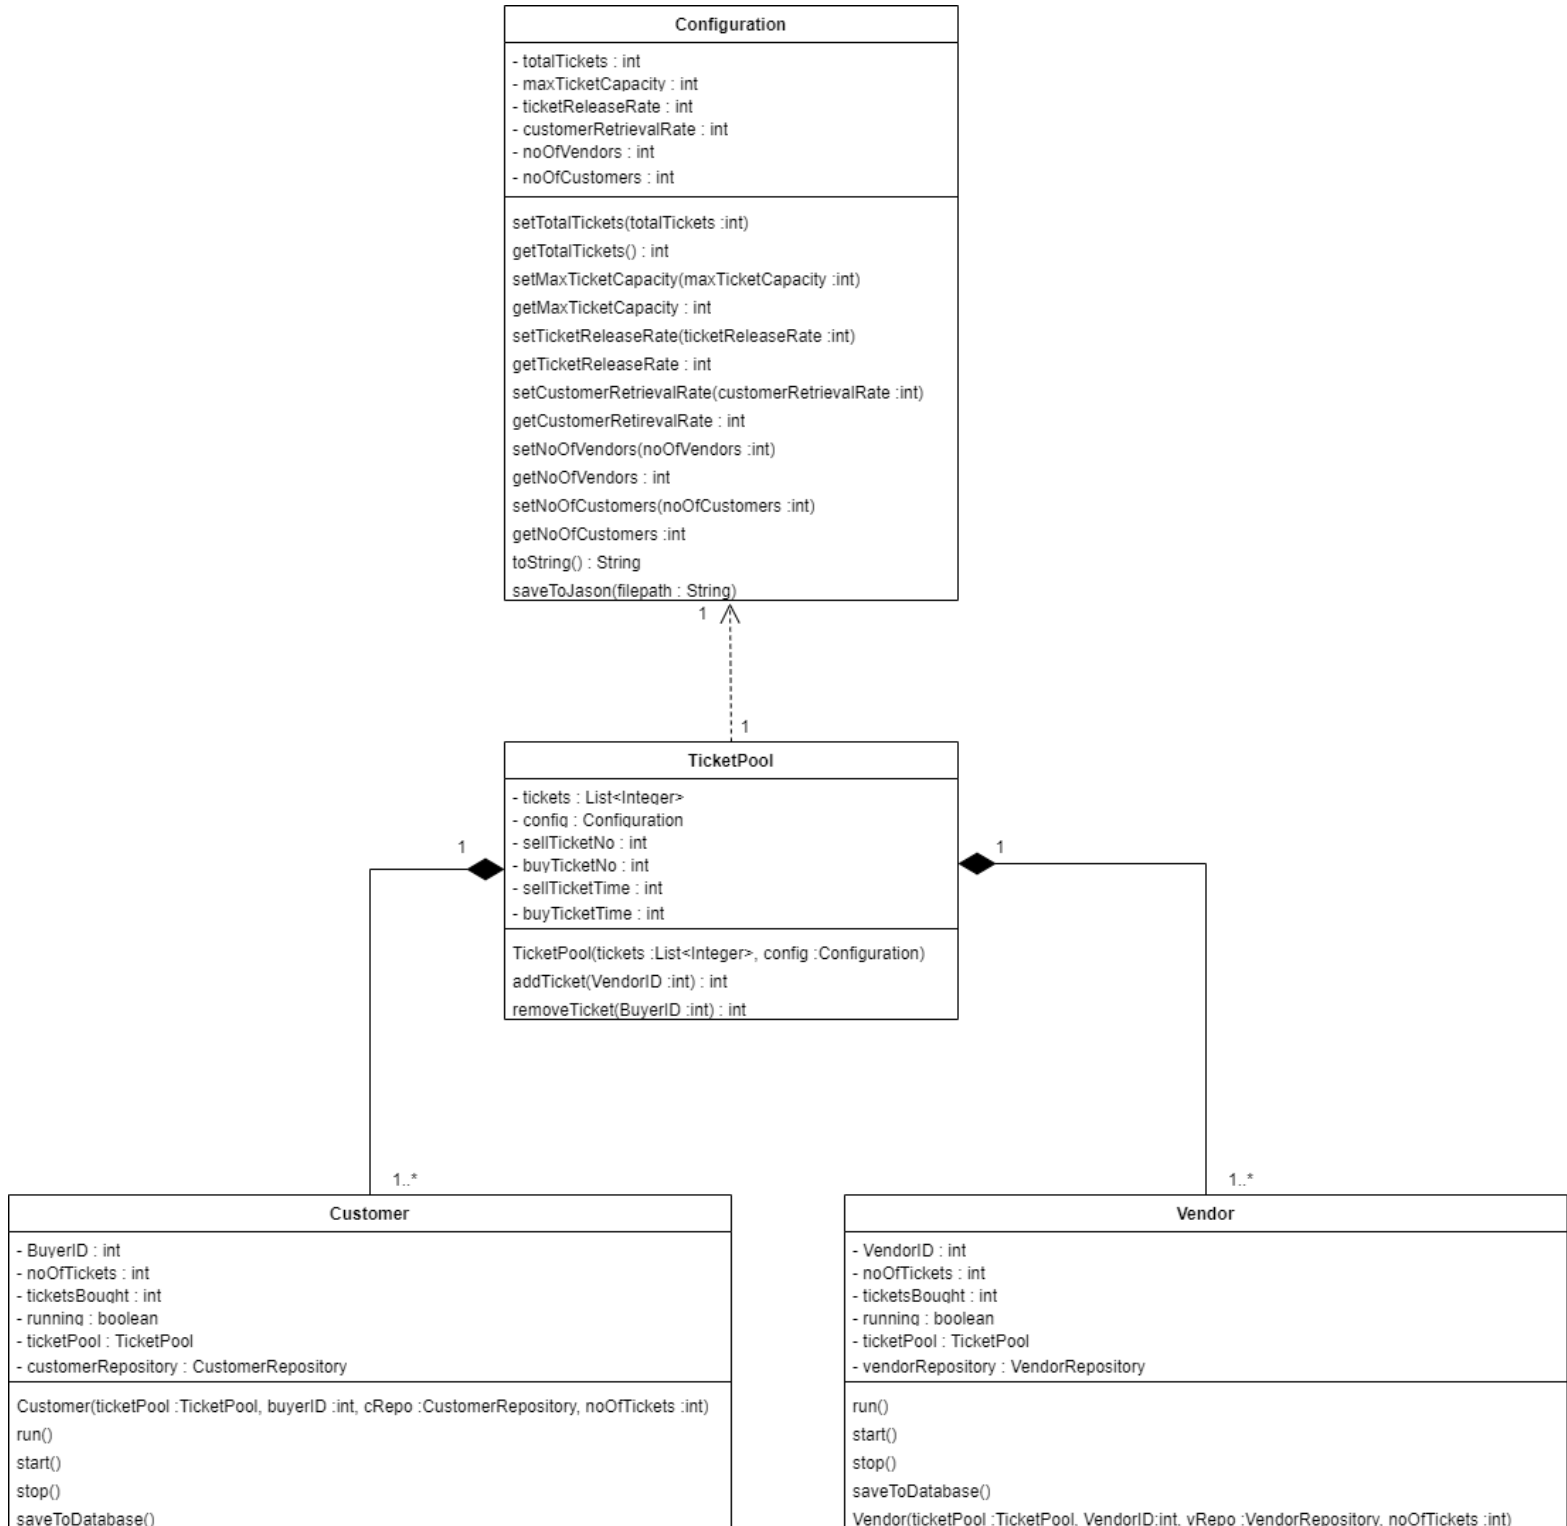 Configuration
- totalTickets : int
- maxTicketCapacity : int
- ticketReleaseRate : int
- customerRetrievalRate : int
- noOfVendors : int
- noOfCustomers : int
setTotalTickets(totalTickets :int)
getTotalTickets() : int
setMaxTicketCapacity(maxTicketCapacity :int)
getMaxTicketCapacity : int
setTicketReleaseRate(ticketReleaseRate :int)
getTicketReleaseRate : int
setCustomerRetrievalRate(customerRetrievalRate :int)
getCustomerRetirevalRate : int
setNoOfVendors(noOfVendors :int)
getNoOfVendors : int
setNoOfCustomers(noOfCustomers :int)
getNoOfCustomers :int
toString() : String
saveToJason(filepath : String)
1
1
TicketPool
- tickets : List<Integer>
- config : Configuration
- sellTicketNo : int
- buyTicketNo : int
- sellTicketTime : int
- buyTicketTime : int
TicketPool(tickets :List<Integer>, config :Configuration)
addTicket(VendorID :int) : int
removeTicket(BuyerID :int) : int
1
1
1..*
1..*
Customer
- BuyerID : int
- noOfTickets : int
- ticketsBought : int
- running : boolean
- ticketPool : TicketPool
- customerRepository : CustomerRepository
Customer(ticketPool :TicketPool, buyerID :int, cRepo :CustomerRepository, noOfTickets :int)
run()
start()
stop()
saveToDatabase()
Vendor
- VendorID : int
- noOfTickets : int
- ticketsBought : int
- running : boolean
- ticketPool : TicketPool
- vendorRepository : VendorRepository
run()
start()
stop()
saveToDatabase()
Vendor(ticketPool :TicketPool, VendorID:int, vRepo :VendorRepository, noOfTickets :int)